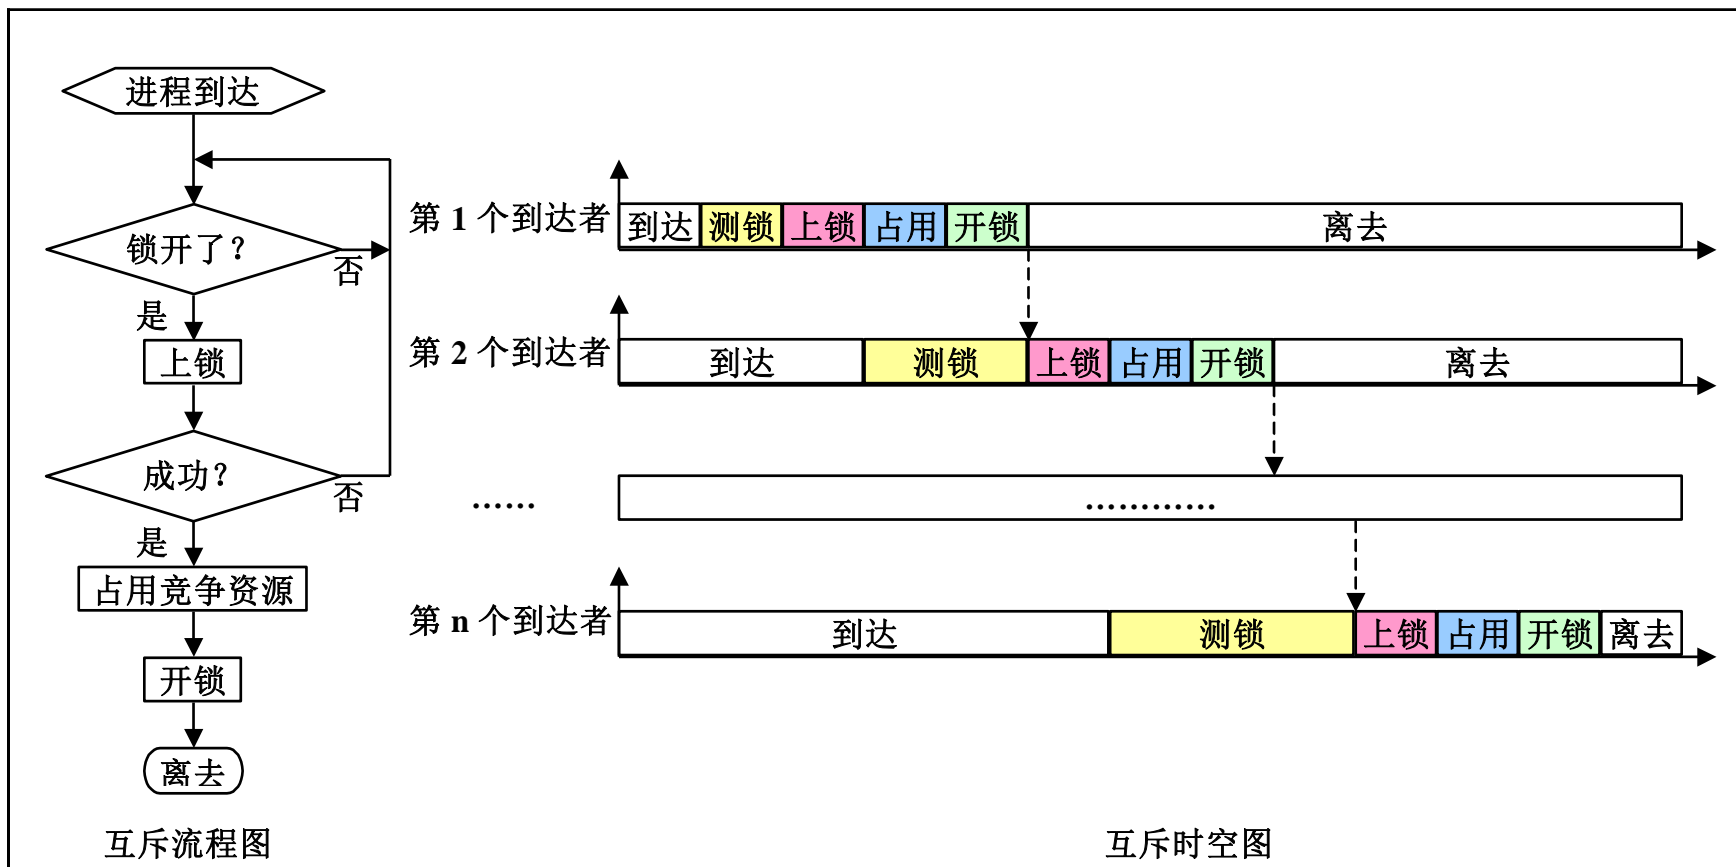 进程到达
锁开了？
否
是
上锁
成功？
否
是
占用竞争资源
开锁
离去
互斥流程图
第 1 个到达者 到达 测锁 上锁 占用 开锁 离去
第 2 个到达者 到达 测锁 上锁 占用 开锁 离去
…… …………
第 n 个到达者 到达 测锁 上锁 占用 开锁 离去
互斥时空图